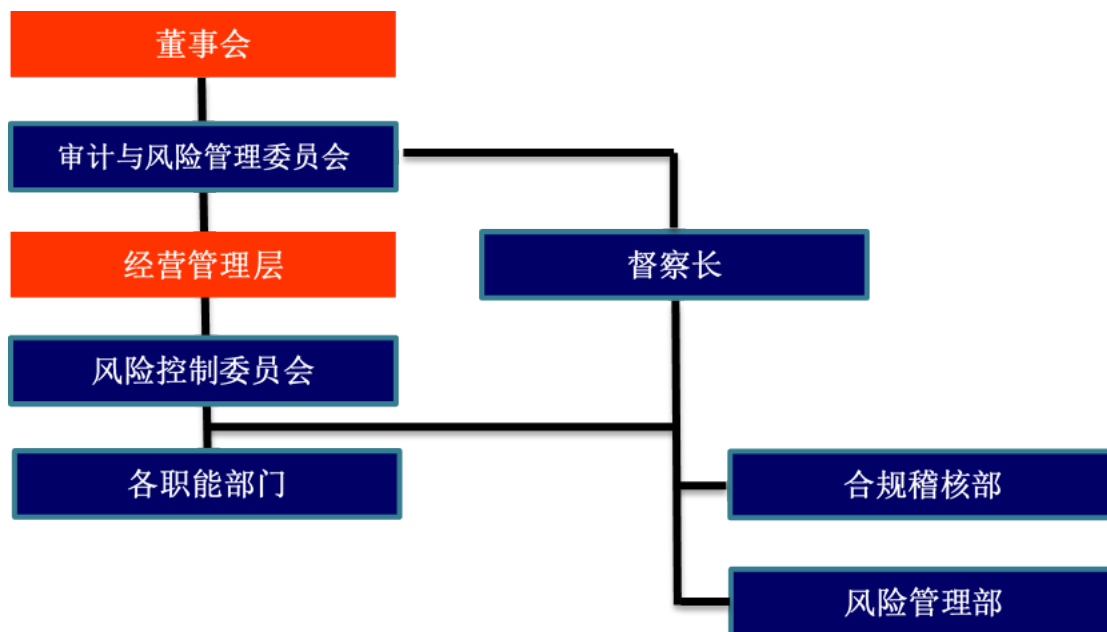 董事会
审计与风险管理委员会
经营管理层
督察长
风险控制委员会
各职能部门
合规稽核部
风险管理部